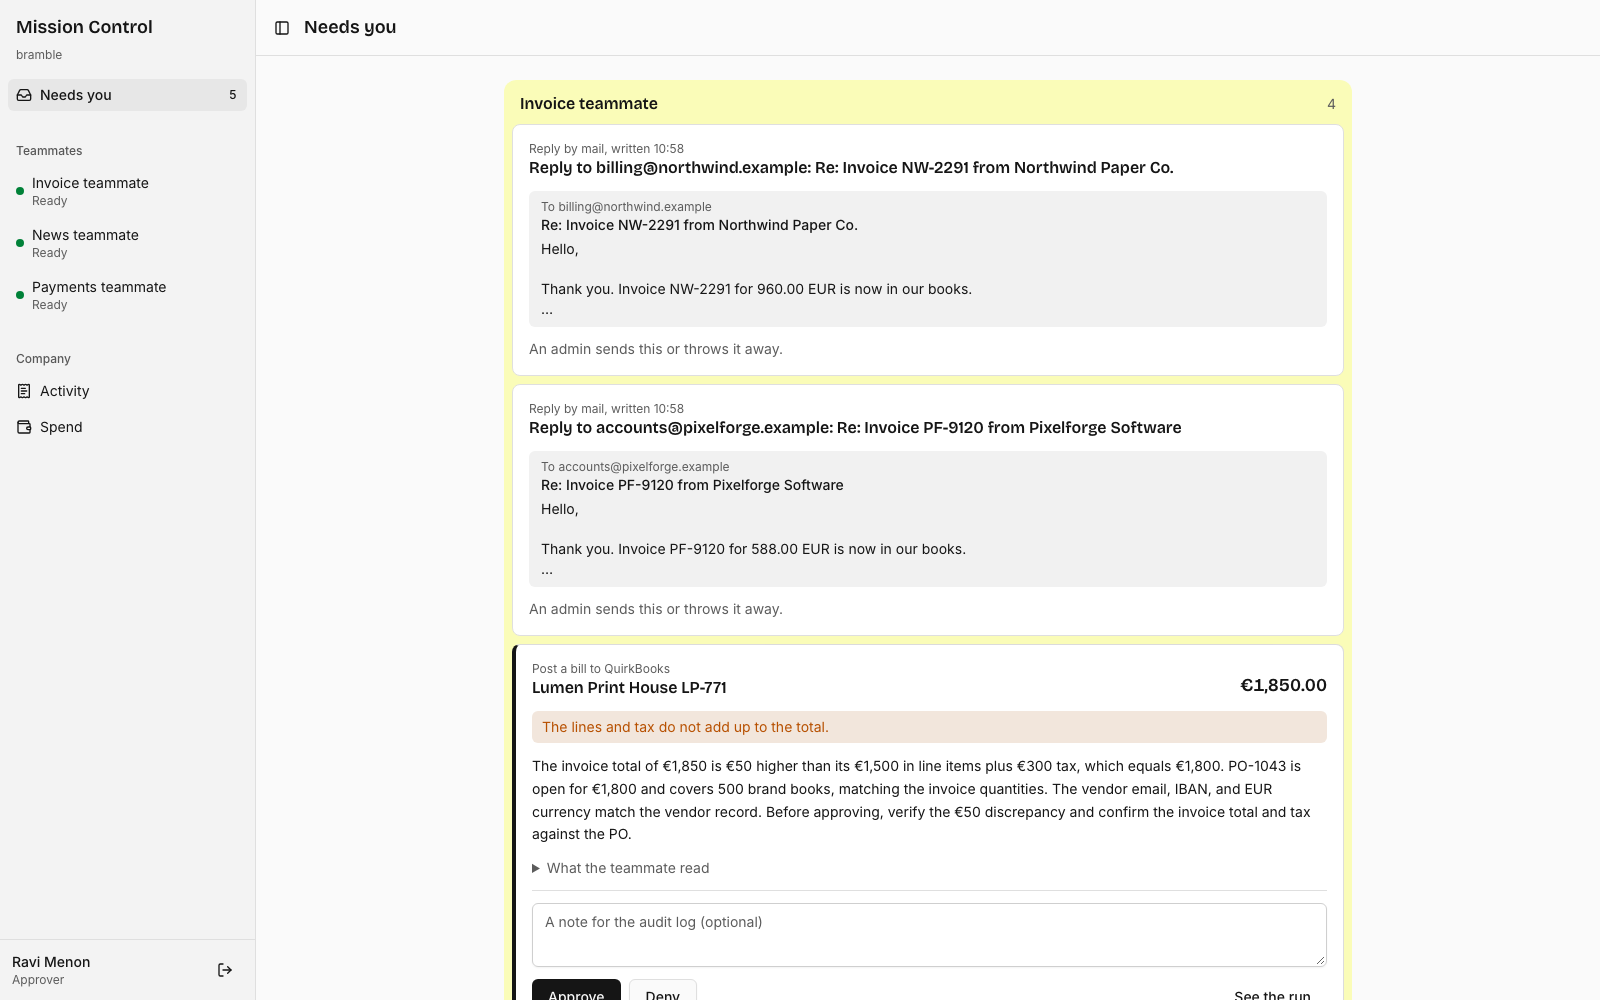 Mission Control
bramble
Needs you 5
Teammates
Invoice teammate
Ready
News teammate
Ready
Payments teammate
Ready
Company
Activity
Spend
Ravi Menon
Approver
Needs you
Invoice teammate 4
Reply by mail, written 10:58
Reply to billing@northwind.example: Re: Invoice NW-2291 from Northwind Paper Co.
To billing@northwind.example
Re: Invoice NW-2291 from Northwind Paper Co.
Hello,
Thank you. Invoice NW-2291 for 960.00 EUR is now in our books.
...
An admin sends this or throws it away.
Reply by mail, written 10:58
Reply to accounts@pixelforge.example: Re: Invoice PF-9120 from Pixelforge Software
To accounts@pixelforge.example
Re: Invoice PF-9120 from Pixelforge Software
Hello,
Thank you. Invoice PF-9120 for 588.00 EUR is now in our books.
...
An admin sends this or throws it away.
Post a bill to QuirkBooks
Lumen Print House LP-771 €1,850.00
The lines and tax do not add up to the total.
The invoice total of €1,850 is €50 higher than its €1,500 in line items plus €300 tax, which equals €1,800. PO-1043 is
open for €1,800 and covers 500 brand books, matching the invoice quantities. The vendor email, IBAN, and EUR
currency match the vendor record. Before approving, verify the €50 discrepancy and confirm the invoice total and tax
against the PO.
What the teammate read
A note for the audit log (optional)
Approve Deny See the run